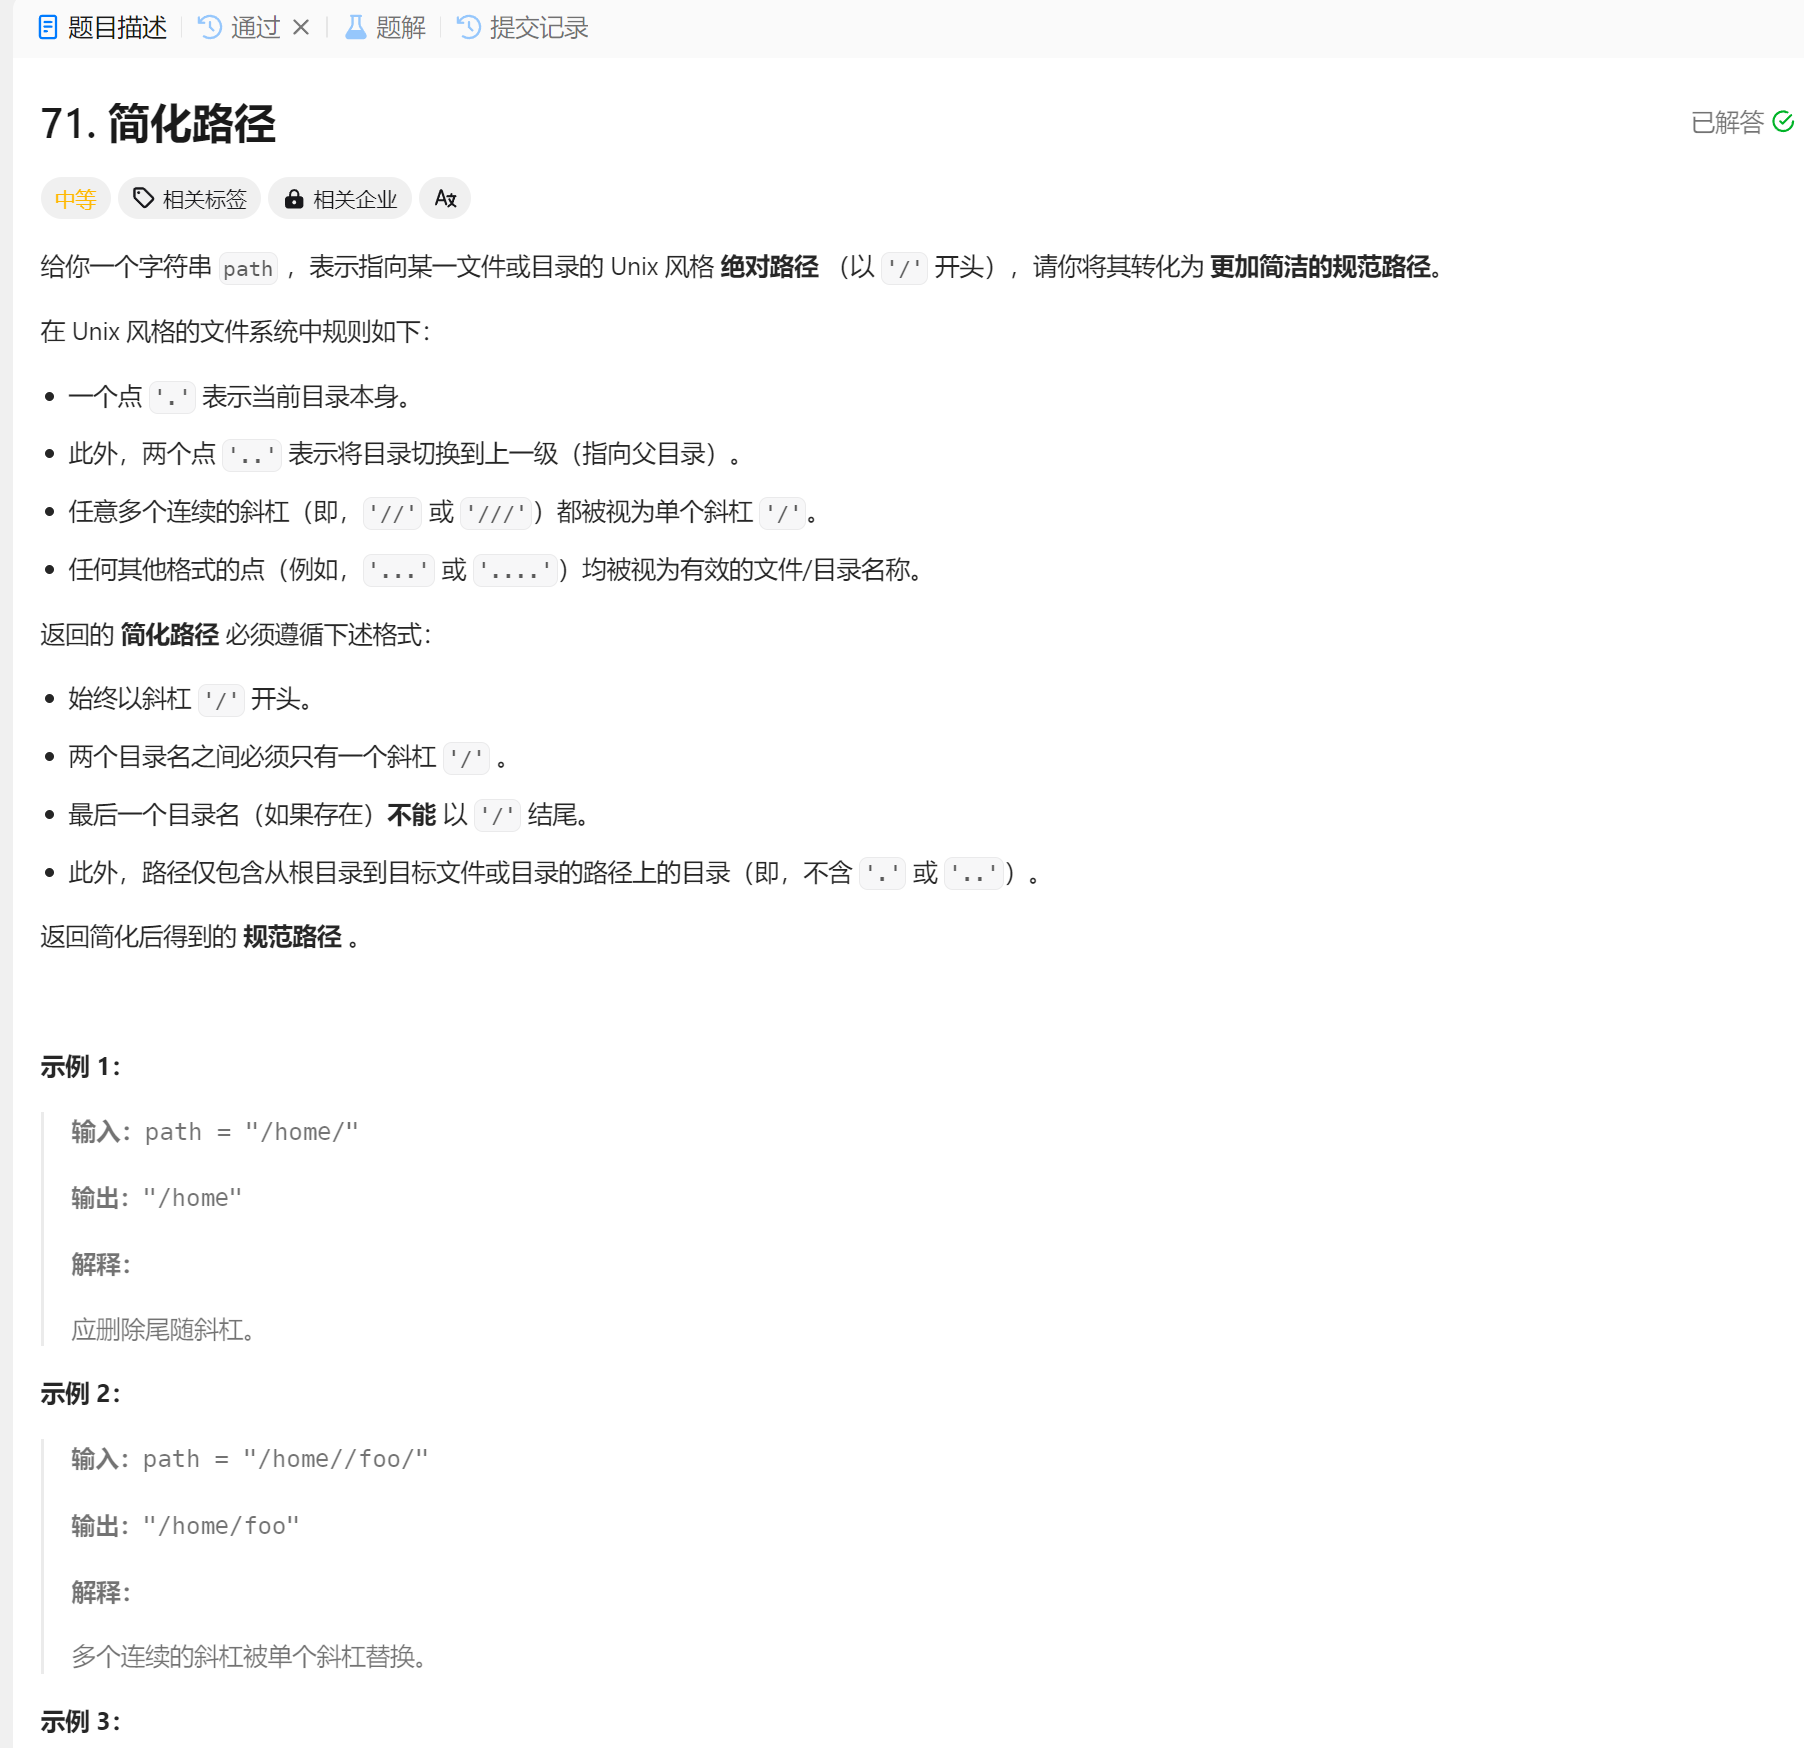 题目描述 通过 题解 提交记录
71. 简化路径
已解答
中等 相关标签 相关企业 A文
给你一个字符串 path ，表示指向某一文件或目录的 Unix 风格 绝对路径 （以 '/' 开头），请你将其转化为 更加简洁的规范路径。
在 Unix 风格的文件系统中规则如下：
• 一个点 '.' 表示当前目录本身。
• 此外，两个点 '..' 表示将目录切换到上一级（指向父目录）。
• 任意多个连续的斜杠（即，'//' 或 '///'）都被视为单个斜杠 '/'。
• 任何其他格式的点（例如，'...' 或 '....'）均被视为有效的文件/目录名称。
返回的 简化路径 必须遵循下述格式：
• 始终以斜杠 '/' 开头。
• 两个目录名之间必须只有一个斜杠 '/' 。
• 最后一个目录名（如果存在）不能 以 '/' 结尾。
• 此外，路径仅包含从根目录到目标文件或目录的路径上的目录（即，不含 '.' 或 '..'）。
返回简化后得到的 规范路径 。
示例 1：
输入：path = "/home/"
输出："/home"
解释：
应删除尾随斜杠。
示例 2：
输入：path = "/home//foo/"
输出："/home/foo"
解释：
多个连续的斜杠被单个斜杠替换。
示例 3：